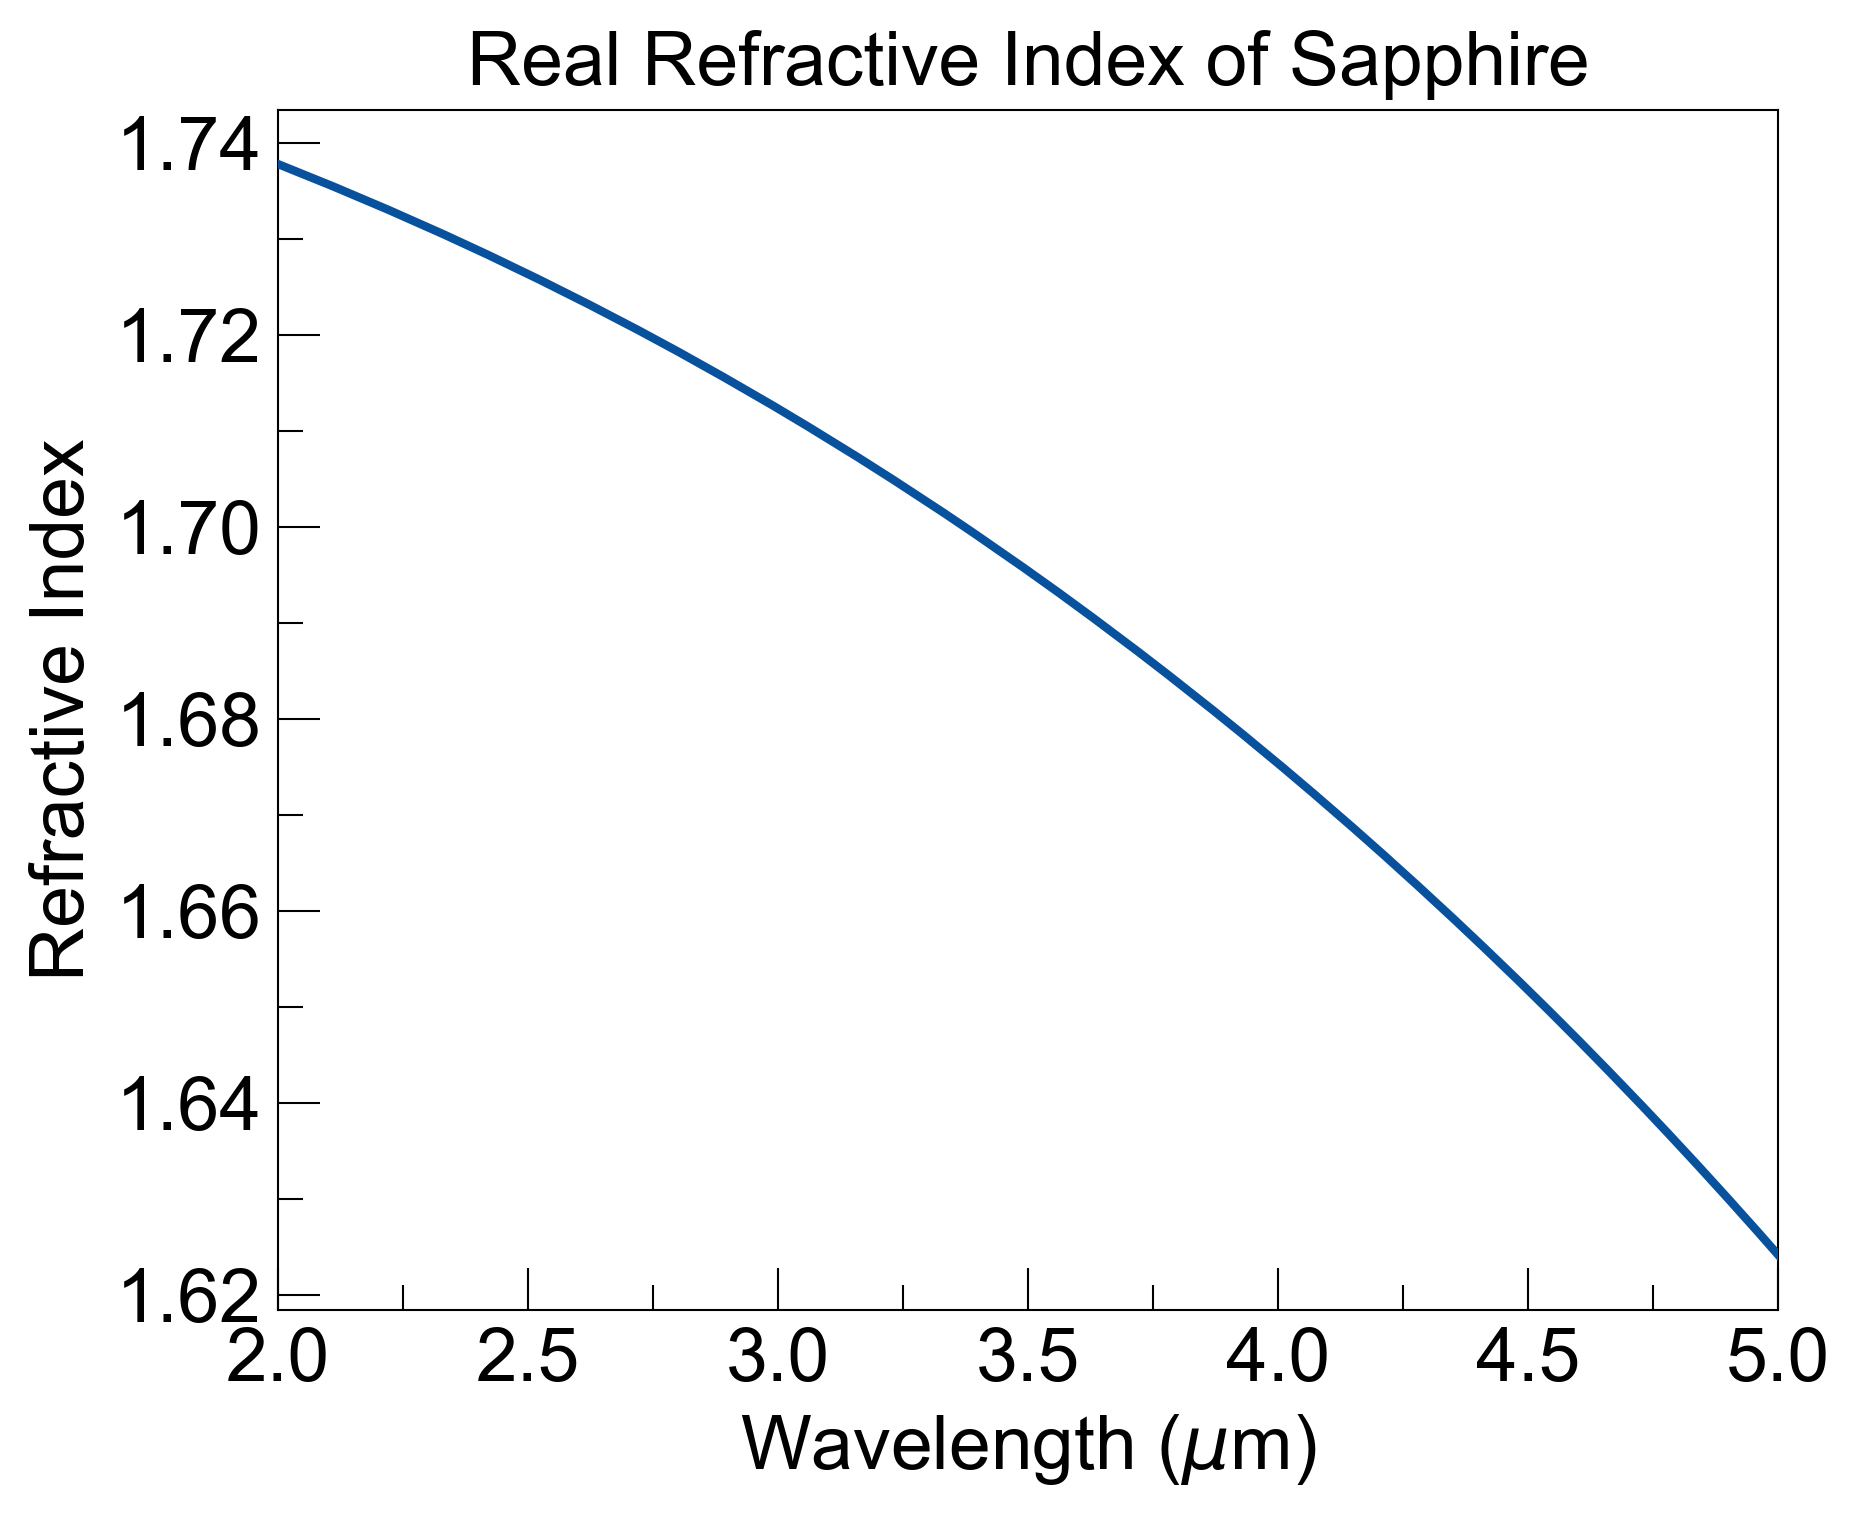 Real Refractive Index of Sapphire
1.74
1.72
1.70
1.68
1.66
1.64
1.62
Refractive Index
2.0 2.5 3.0 3.5 4.0 4.5 5.0
Wavelength (μm)